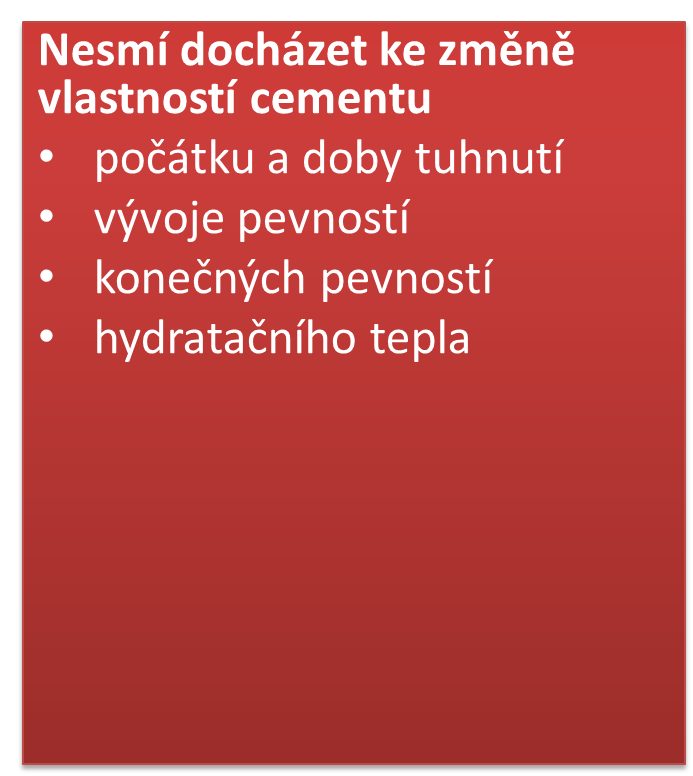 Nesmí docházet ke změně
vlastností cementu
• počátku a doby tuhnutí
• vývoje pevností
• konečných pevností
• hydratačního tepla